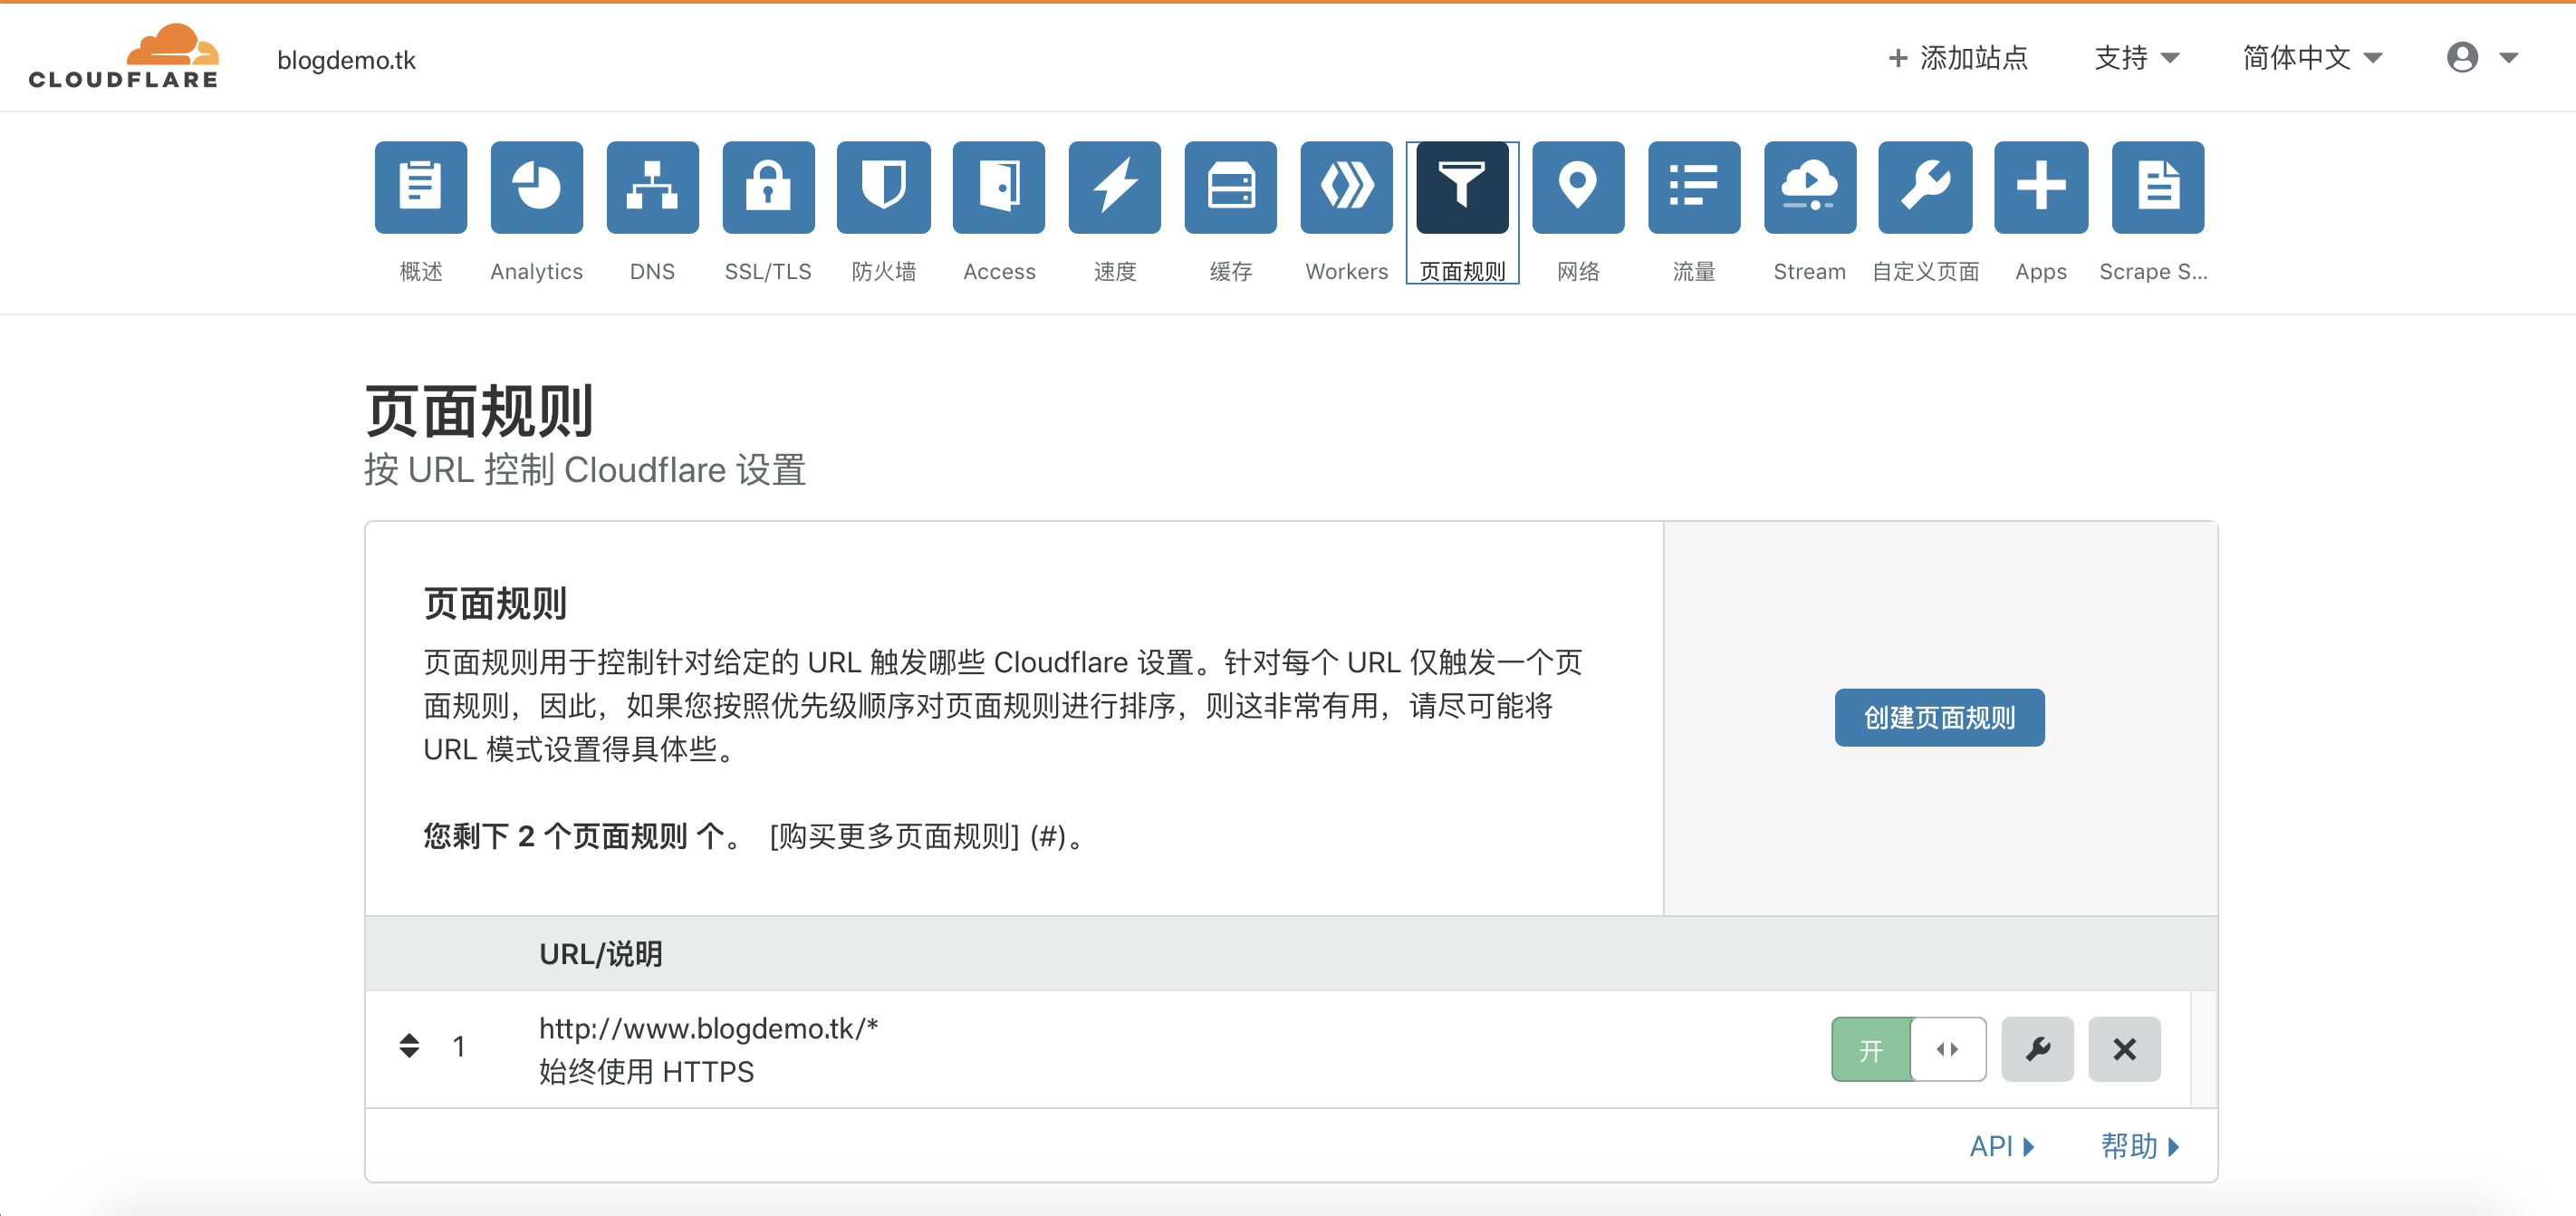 CLOUDFLARE
blogdemo.tk
添加站点
支持
简体中文
概述
Analytics
DNS
SSL/TLS
防火墙
Access
速度
缓存
Workers
页面规则
网络
流量
Stream
自定义页面
Apps
Scrape S...
页面规则
按 URL 控制 Cloudflare 设置
页面规则
页面规则用于控制针对给定的 URL 触发哪些 Cloudflare 设置。针对每个 URL 仅触发一个页
面规则，因此，如果您按照优先级顺序对页面规则进行排序，则这非常有用，请尽可能将
URL 模式设置得具体些。
您剩下 2 个页面规则 个。 [购买更多页面规则] (#)。
创建页面规则
URL/说明
1
http://www.blogdemo.tk/*
始终使用 HTTPS
开
API
帮助